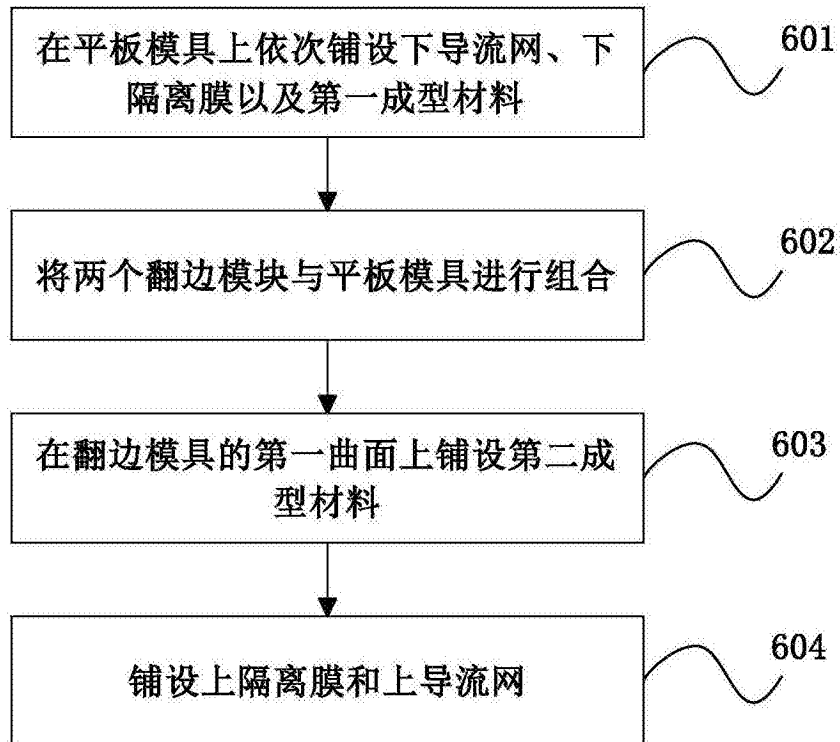 在平板模具上依次铺设下导流网、下
隔离膜以及第一成型材料
601
将两个翻边模块与平板模具进行组合
602
在翻边模具的第一曲面上铺设第二成
型材料
603
铺设上隔离膜和上导流网
604